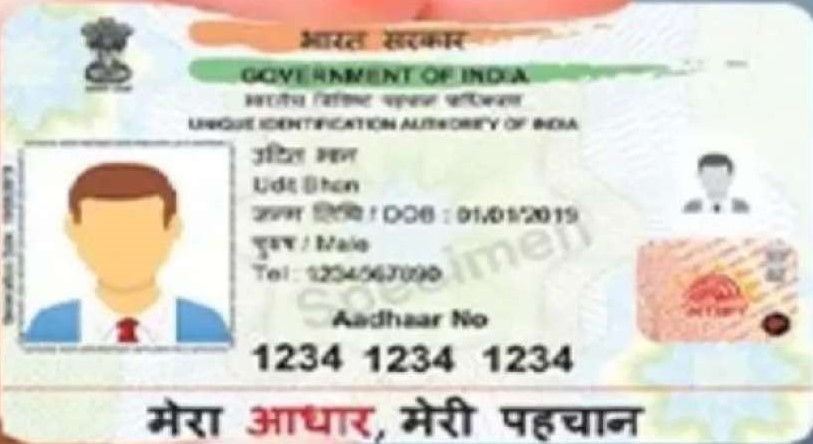 भारत सरकार
GOVERNMENT OF INDIA
भारतीय विशिष्ट पहचान प्राधिकरण
UNIQUE IDENTIFICATION AUTHORITY OF INDIA
उदित भान
Udit Bhan
जन्म तिथि / DOB : 01/01/2019
पुरुष / Male
Tel: 1234567890
Specimen
Aadhaar No
1234 1234 1234
मेरा आधार, मेरी पहचान